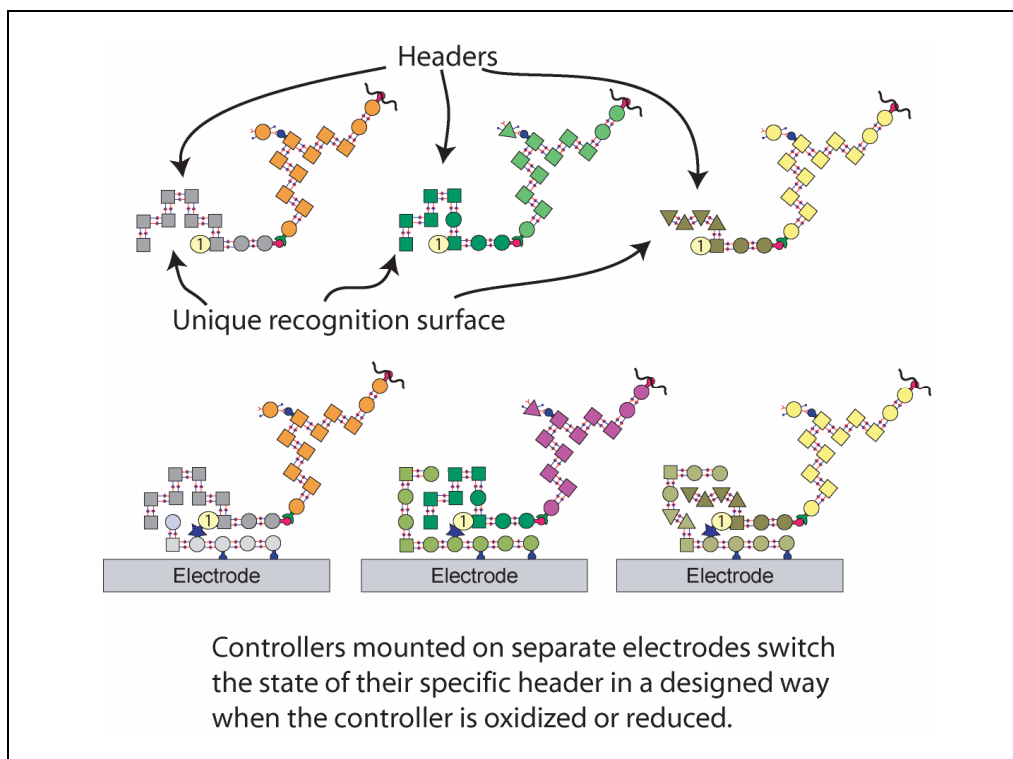 Headers
1
1
1
Unique recognition surface
1
1
1
Electrode
Electrode
Electrode
Controllers mounted on separate electrodes switch
the state of their specific header in a designed way
when the controller is oxidized or reduced.